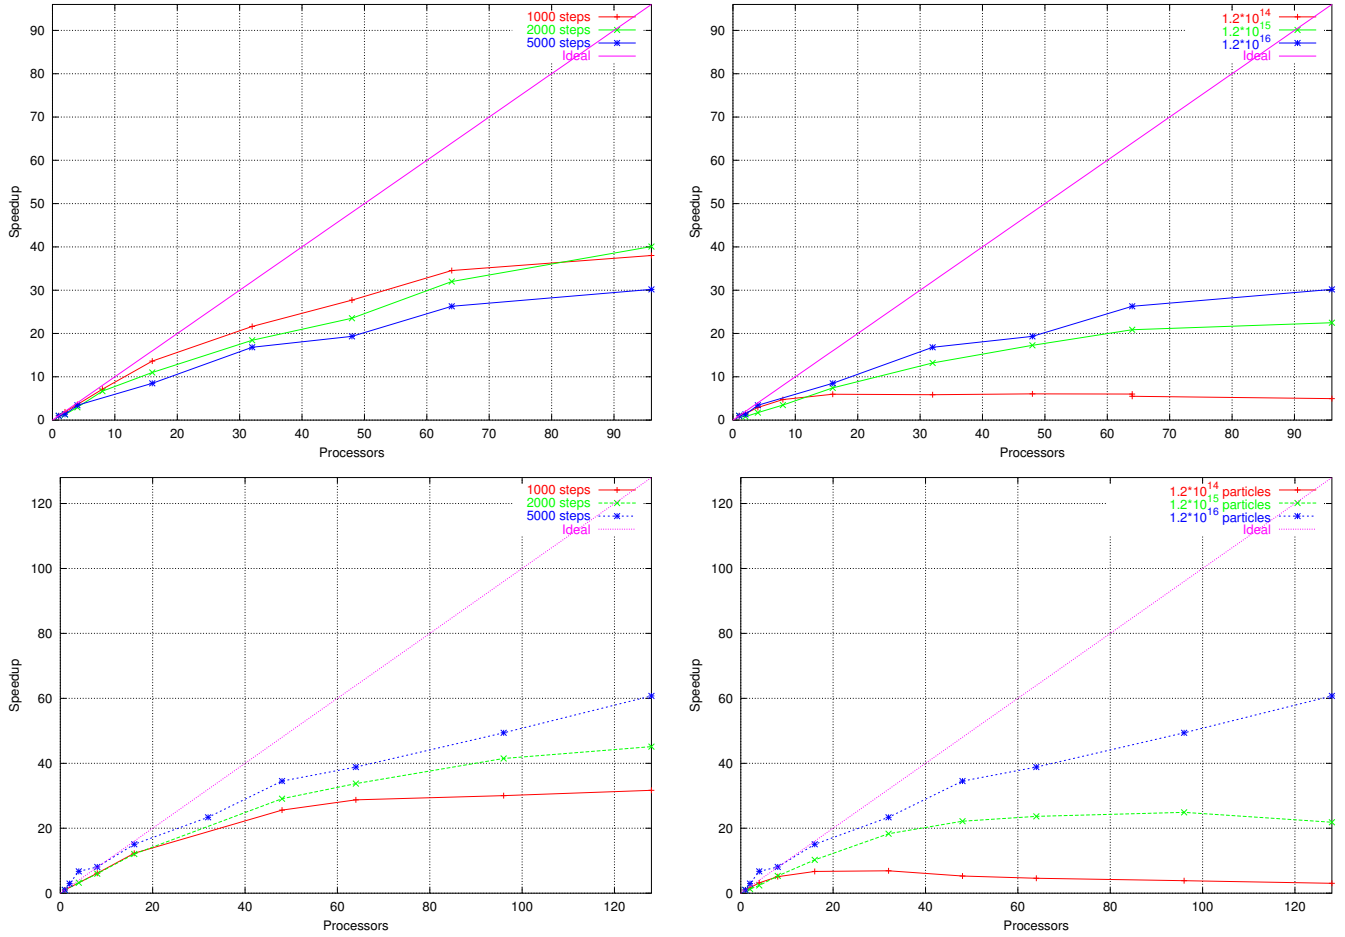 1000 steps
2000 steps
5000 steps
Ideal
90
80
70
60
50
40
30
20
10
0
0 10 20 30 40 50 60 70 80 90
Speedup
Processors
1.2*10^14
1.2*10^15
1.2*10^16
Ideal
90
80
70
60
50
40
30
20
10
0
0 10 20 30 40 50 60 70 80 90
Speedup
Processors
1000 steps
2000 steps
5000 steps
Ideal
120
100
80
60
40
20
0
0 20 40 60 80 100 120
Speedup
Processors
1.2*10^14 particles
1.2*10^15 particles
1.2*10^16 particles
Ideal
120
100
80
60
40
20
0
0 20 40 60 80 100 120
Speedup
Processors